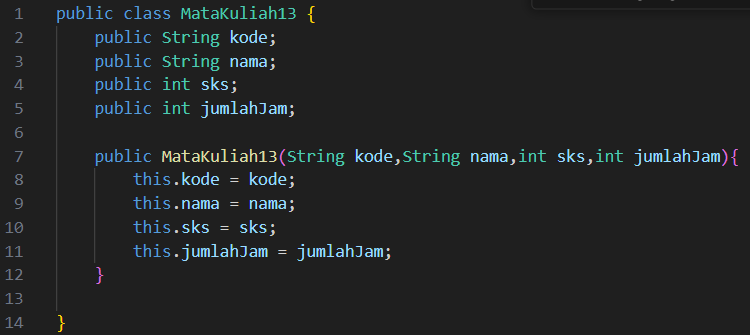 1 public class MataKuliah13 {
2     public String kode;
3     public String nama;
4     public int sks;
5     public int jumlahJam;
6
7     public MataKuliah13(String kode,String nama,int sks,int jumlahJam){
8         this.kode = kode;
9         this.nama = nama;
10         this.sks = sks;
11         this.jumlahJam = jumlahJam;
12     }
13
14 }